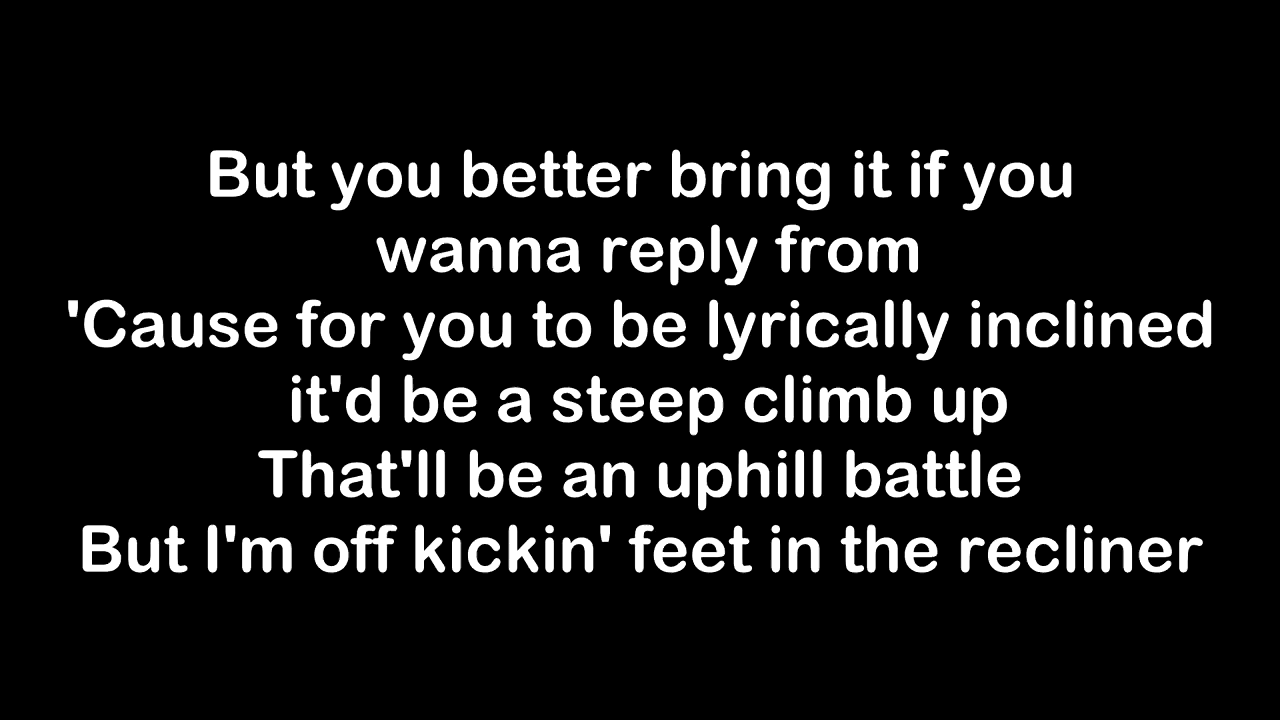 But you better bring it if you
wanna reply from
'Cause for you to be lyrically inclined
it'd be a steep climb up
That'll be an uphill battle
But I'm off kickin' feet in the recliner